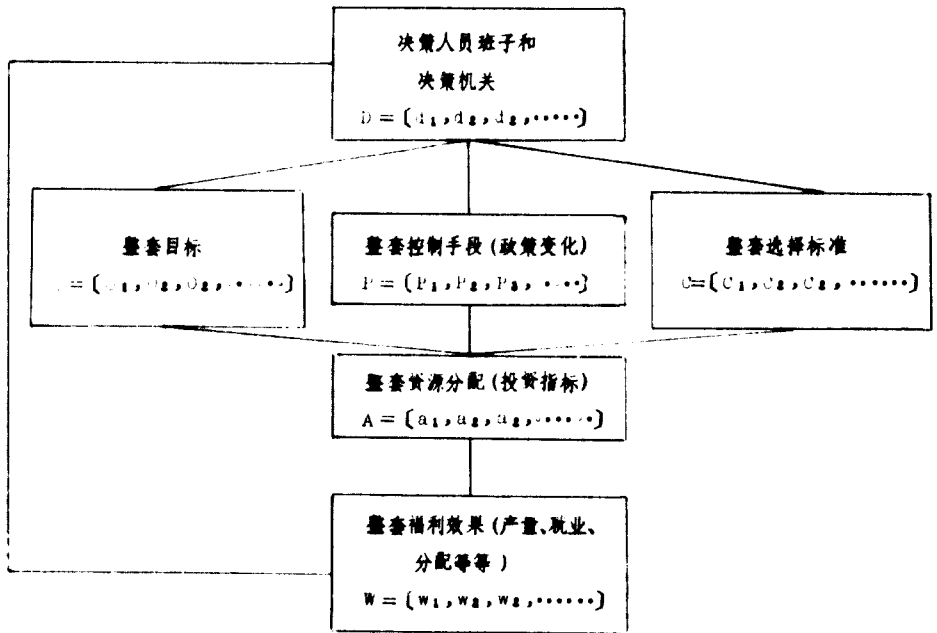 决策人员班子和
决策机关
D = {d₁,d₂,d₃,·····}
整套目标
= {o₁,o₂,o₃,······}
整套控制手段(政策变化)
P = {P₁,P₂,P₃,·····}
整套选择标准
C={C₁,C₂,C₃,······}
整套资源分配(投资指标)
A = {a₁,a₂,a₃,······}
整套福利效果(产量、就业、
分配等等)
W = {w₁,w₂,w₃,······}